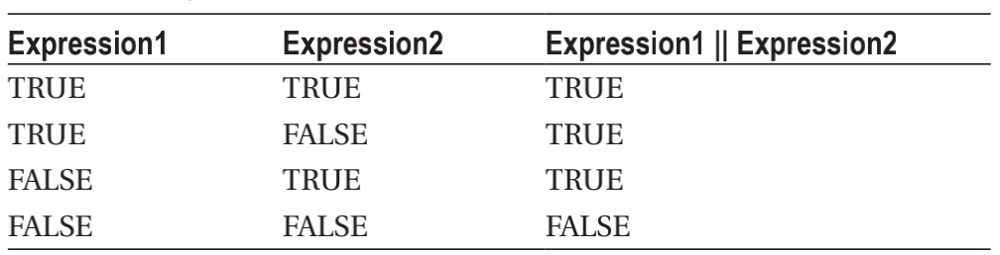 Expression1 Expression2 Expression1 || Expression2
TRUE TRUE TRUE
TRUE FALSE TRUE
FALSE TRUE TRUE
FALSE FALSE FALSE